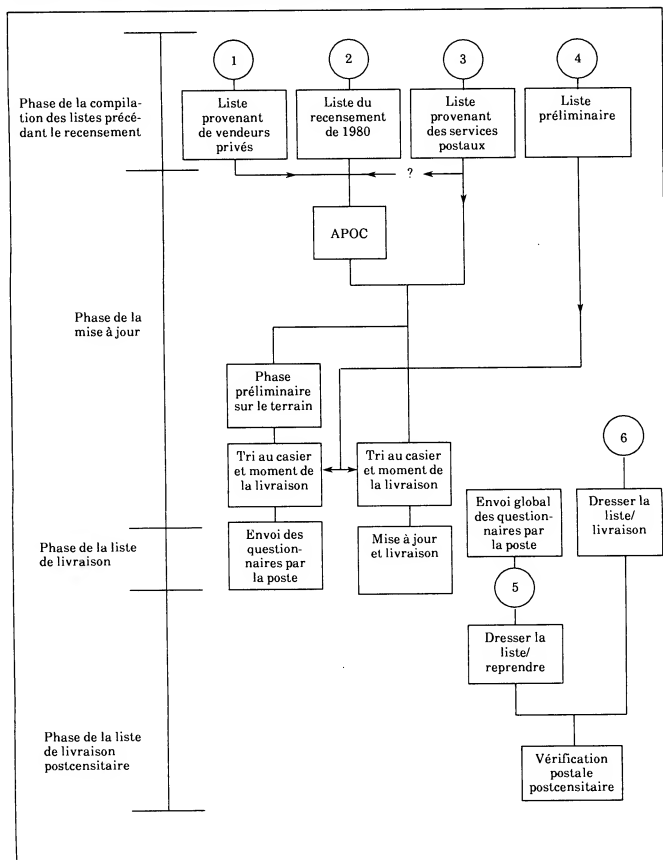 1
2
3
4
Phase de la compila-
tion des listes précé-
dant le recensement
Liste
provenant
de vendeurs
privés
Liste du
recensement
de 1980
Liste
provenant
des services
postaux
Liste
préliminaire
?
APOC
Phase de la
mise à jour
Phase
préliminaire
sur le terrain
Tri au casier
et moment de
la livraison
Tri au casier
et moment de
la livraison
6
Envoi global
des question-
naires par
la poste
Dresser la
liste/
livraison
Phase de la liste
de livraison
Envoi des
question-
naires par
la poste
Mise à jour
et livraison
5
Dresser la
liste/
reprendre
Phase de la liste
de livraison
postcensitaire
Vérification
postale
postcensitaire